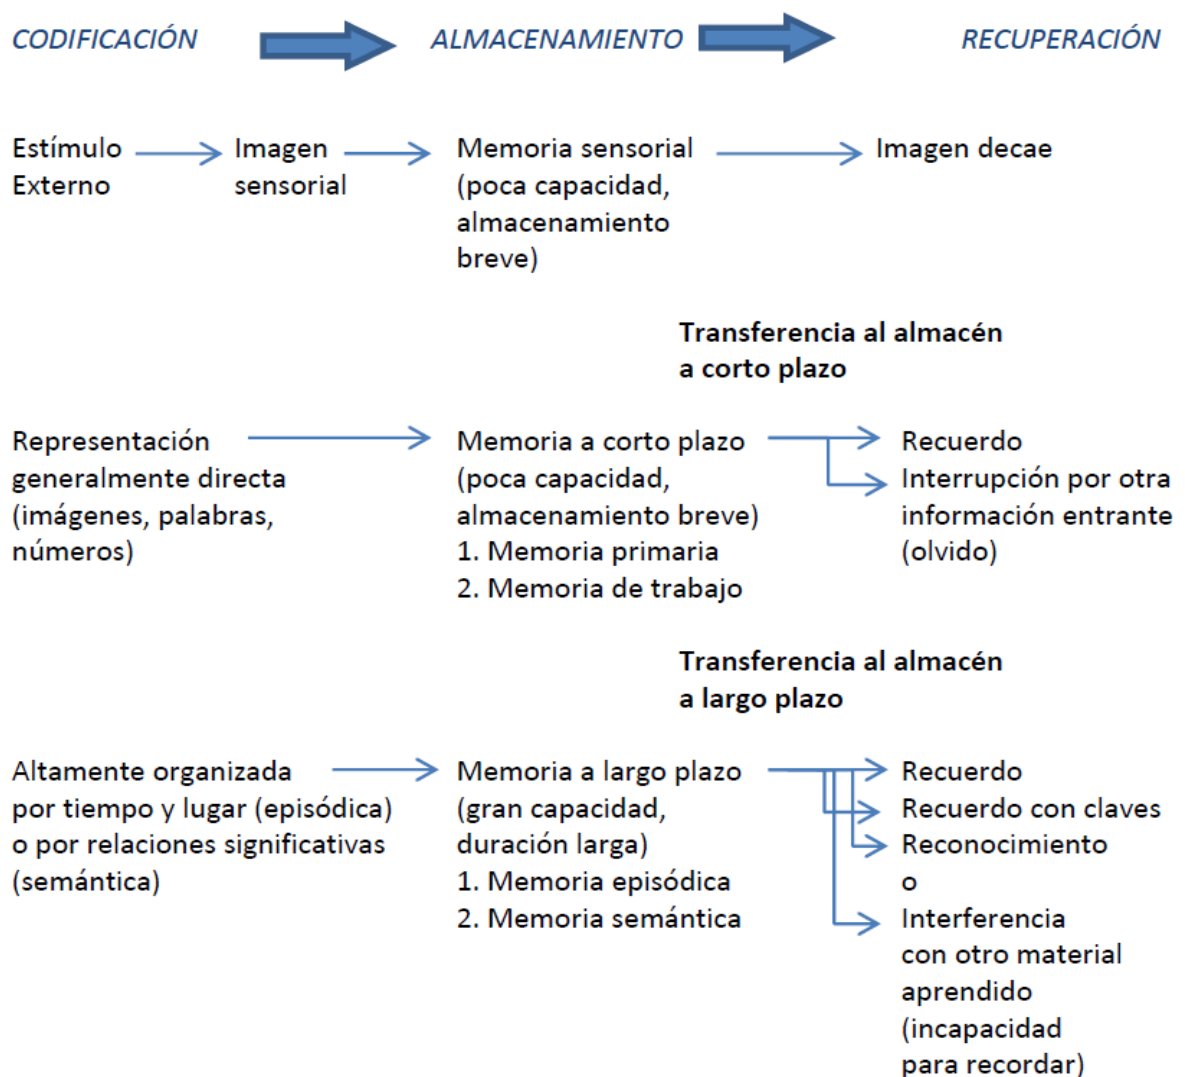 CODIFICACIÓN ALMACENAMIENTO RECUPERACIÓN
Estímulo Externo
Imagen sensorial
Memoria sensorial
(poca capacidad,
almacenamiento
breve)
Imagen decae
Transferencia al almacén
a corto plazo
Representación
generalmente directa
(imágenes, palabras,
números)
Memoria a corto plazo
(poca capacidad,
almacenamiento breve)
1. Memoria primaria
2. Memoria de trabajo
Recuerdo
Interrupción por otra
información entrante
(olvido)
Transferencia al almacén
a largo plazo
Altamente organizada
por tiempo y lugar (episódica)
o por relaciones significativas
(semántica)
Memoria a largo plazo
(gran capacidad,
duración larga)
1. Memoria episódica
2. Memoria semántica
Recuerdo
Recuerdo con claves
Reconocimiento
o
Interferencia
con otro material
aprendido
(incapacidad
para recordar)